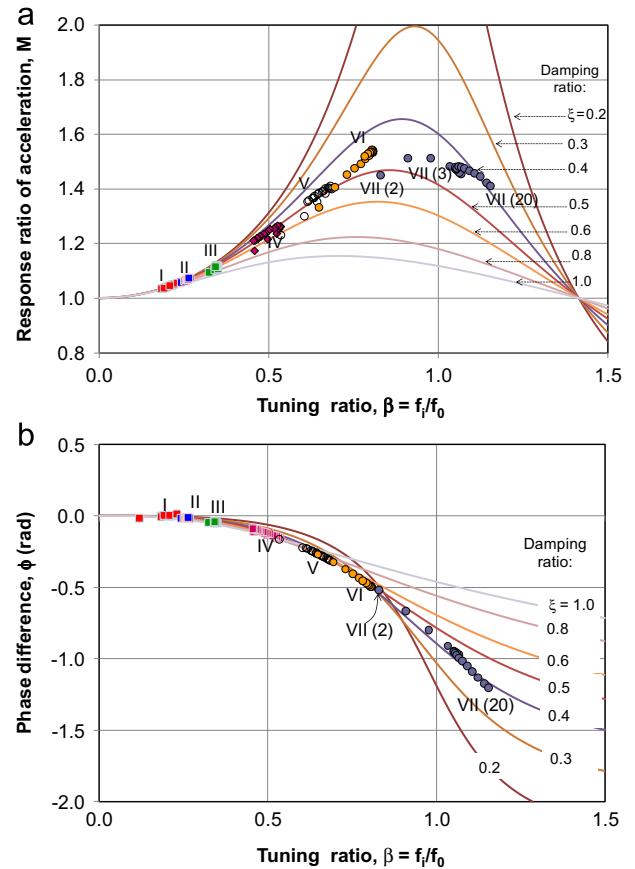 a
2.0
1.8
1.6
1.4
1.2
1.0
0.8
Response ratio of acceleration, M
I
II
III
IV
V
VI
VII (2)
VII (3)
VII (20)
Damping
ratio:
ξ = 0.2
0.3
0.4
0.5
0.6
0.8
1.0
0.0 0.5 1.0 1.5
Tuning ratio, β = fi/f0
b
0.5
0.0
-0.5
-1.0
-1.5
-2.0
Phase difference, ϕ (rad)
I
II
III
IV
V
VI
VII (2)
VII (20)
Damping
ratio:
ξ = 1.0
0.8
0.6
0.5
0.4
0.3
0.2
0.0 0.5 1.0 1.5
Tuning ratio, β = fi/f0